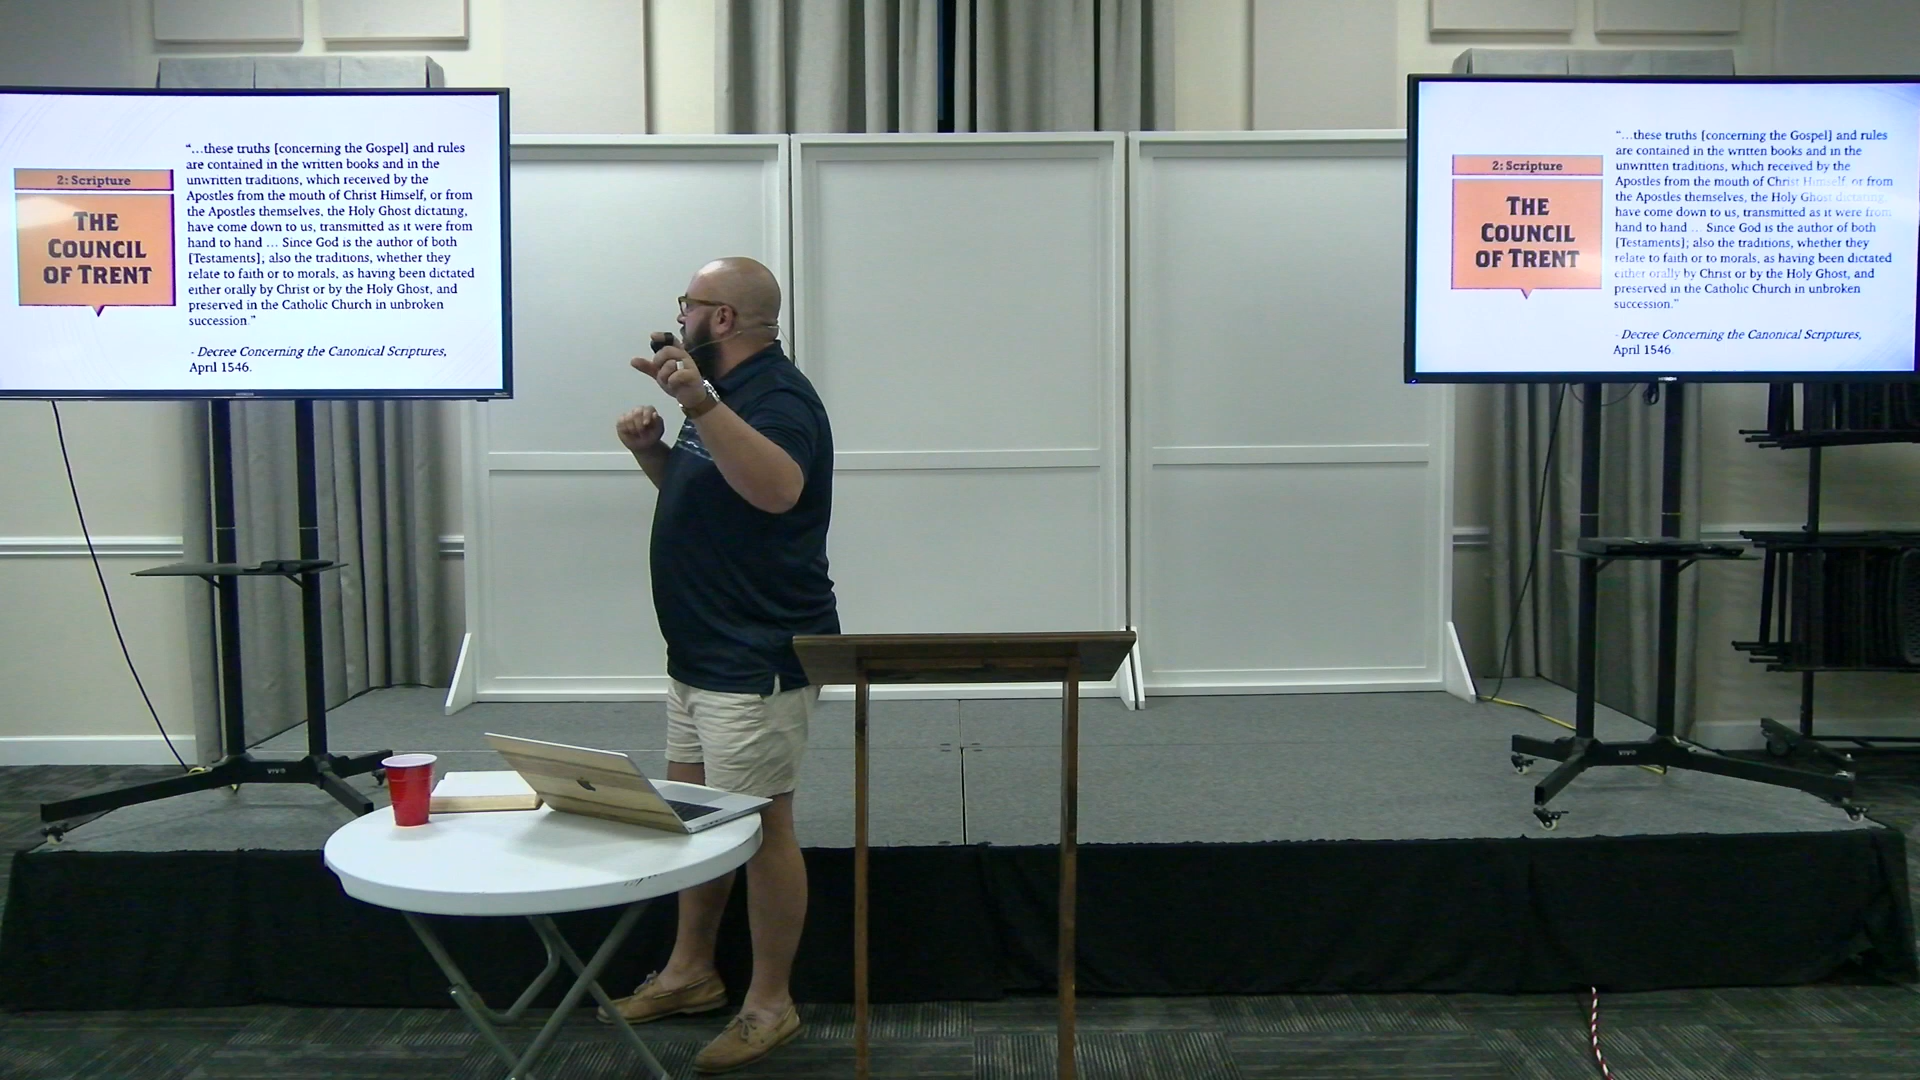 2: Scripture
THE
COUNCIL
OF TRENT
“...these truths [concerning the Gospel] and rules
are contained in the written books and in the
unwritten traditions, which received by the
Apostles from the mouth of Christ Himself, or from
the Apostles themselves, the Holy Ghost dictating,
have come down to us, transmitted as it were from
hand to hand ... Since God is the author of both
[Testaments]; also the traditions, whether they
relate to faith or to morals, as having been dictated
either orally by Christ or by the Holy Ghost, and
preserved in the Catholic Church in unbroken
succession.”
- Decree Concerning the Canonical Scriptures,
April 1546.
2: Scripture
THE
COUNCIL
OF TRENT
“...these truths [concerning the Gospel] and rules
are contained in the written books and in the
unwritten traditions, which received by the
Apostles from the mouth of Christ Himself, or from
the Apostles themselves, the Holy Ghost dictating,
have come down to us, transmitted as it were from
hand to hand ... Since God is the author of both
[Testaments]; also the traditions, whether they
relate to faith or to morals, as having been dictated
either orally by Christ or by the Holy Ghost, and
preserved in the Catholic Church in unbroken
succession.”
- Decree Concerning the Canonical Scriptures,
April 1546.
VIVO
VIVO